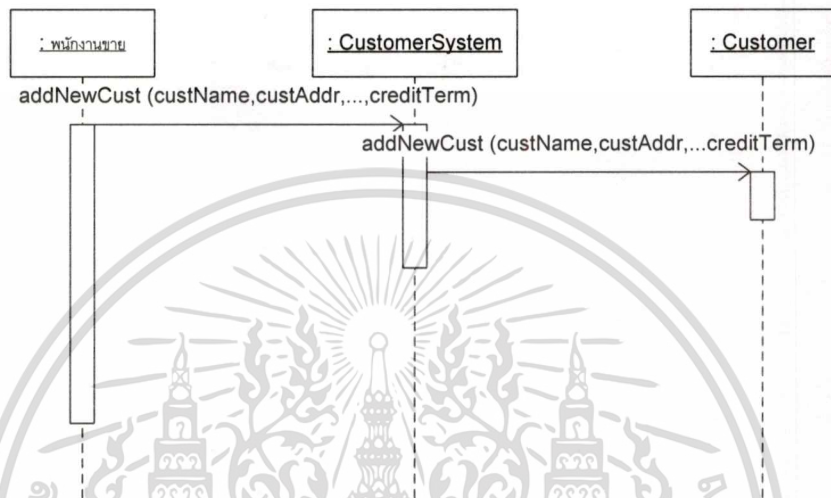 : พนักงานขาย
: CustomerSystem
: Customer
addNewCust (custName,custAddr,...,creditTerm)
addNewCust (custName,custAddr,...creditTerm)